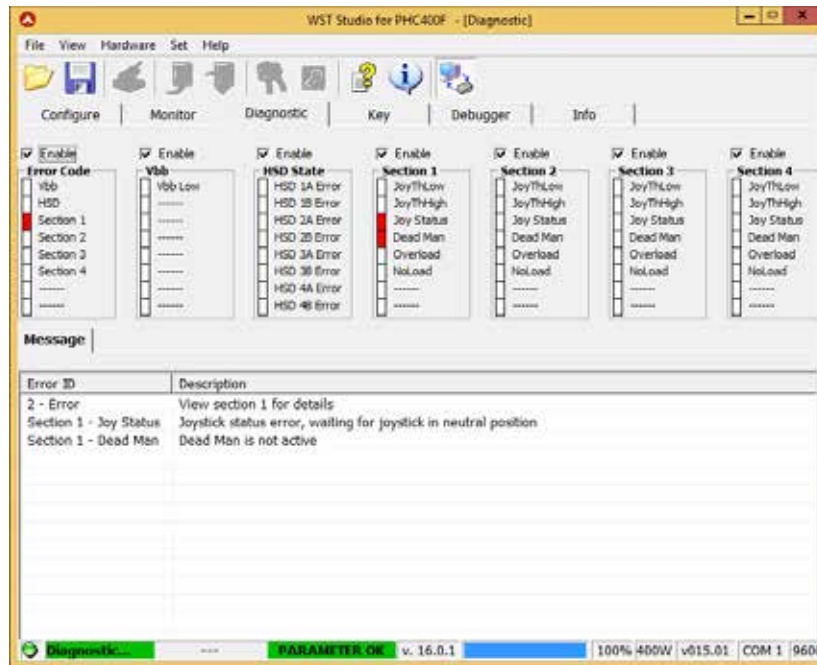 WST Studio for PHC400F - [Diagnostic]
File View Hardware Set Help
Configure Monitor Diagnostic Key Debugger Info
Enable Enable Enable Enable Enable Enable Enable
Error Code
Vbb
HSD
Section 1
Section 2
Section 3
Section 4
------
------
Vbb
Vbb Low
------
------
------
------
------
------
------
HSD State
HSD 1A Error
HSD 1B Error
HSD 2A Error
HSD 2B Error
HSD 3A Error
HSD 3B Error
HSD 4A Error
HSD 4B Error
Section 1
JoyThLow
JoyThHigh
Joy Status
Dead Man
Overload
NoLoad
------
------
Section 2
JoyThLow
JoyThHigh
Joy Status
Dead Man
Overload
NoLoad
------
------
Section 3
JoyThLow
JoyThHigh
Joy Status
Dead Man
Overload
NoLoad
------
------
Section 4
JoyThLow
JoyThHigh
Joy Status
Dead Man
Overload
NoLoad
------
------
Message
Error ID Description
2 - Error View section 1 for details
Section 1 - Joy Status Joystick status error, waiting for joystick in neutral position
Section 1 - Dead Man Dead Man is not active
Diagnostic... --- PARAMETER OK v. 16.0.1 100% 400W v015.01 COM 1 960